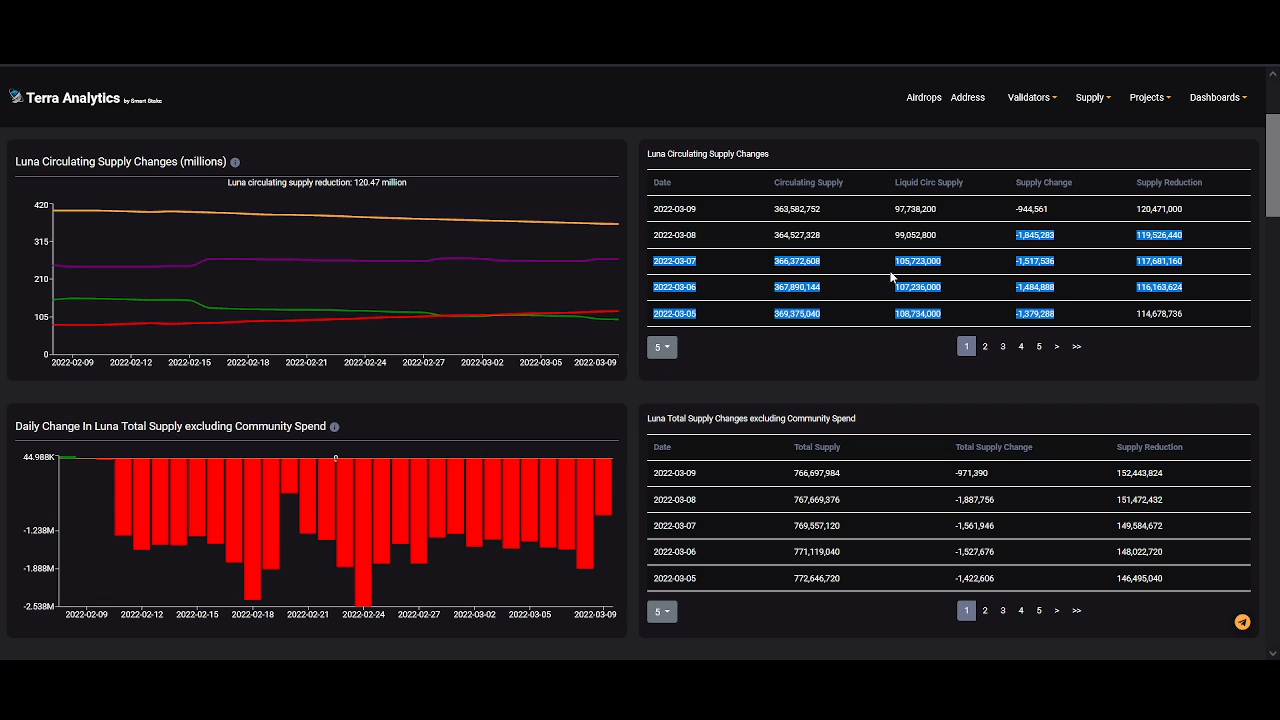 Terra Analytics by Smart Stake
Airdrops Address Validators Supply Projects Dashboards
Luna Circulating Supply Changes (millions)
Luna circulating supply reduction: 120.47 million
420
315
210
105
0
2022-02-09 2022-02-12 2022-02-15 2022-02-18 2022-02-21 2022-02-24 2022-02-27 2022-03-02 2022-03-05 2022-03-09
Luna Circulating Supply Changes
Date Circulating Supply Liquid Circ Supply Supply Change Supply Reduction
2022-03-09 363,582,752 97,738,200 -944,561 120,471,000
2022-03-08 364,527,328 99,052,800 -1,845,283 119,526,440
2022-03-07 366,372,608 105,723,000 -1,517,536 117,681,160
2022-03-06 367,890,144 107,236,000 -1,484,888 116,163,624
2022-03-05 369,375,040 108,734,000 -1,379,288 114,678,736
5 1 2 3 4 5 > >>
Daily Change In Luna Total Supply excluding Community Spend
44.988K
0
-1.238M
-1.888M
-2.538M
2022-02-09 2022-02-12 2022-02-15 2022-02-18 2022-02-21 2022-02-24 2022-02-27 2022-03-02 2022-03-05 2022-03-09
Luna Total Supply Changes excluding Community Spend
Date Total Supply Total Supply Change Supply Reduction
2022-03-09 766,697,984 -971,390 152,443,824
2022-03-08 767,669,376 -1,887,756 151,472,432
2022-03-07 769,557,120 -1,561,946 149,584,672
2022-03-06 771,119,040 -1,527,676 148,022,720
2022-03-05 772,646,720 -1,422,606 146,495,040
5 1 2 3 4 5 > >>